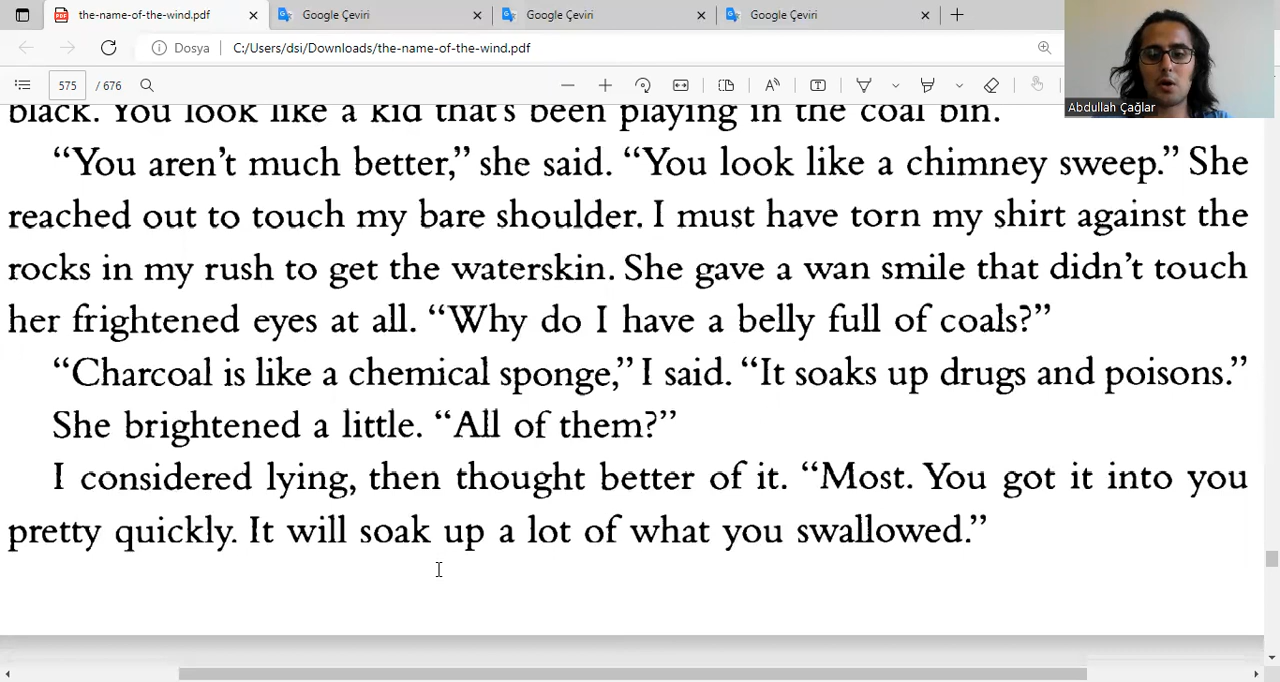 the-name-of-the-wind.pdf
Google Çeviri
Google Çeviri
Google Çeviri
Dosya
C:/Users/dsi/Downloads/the-name-of-the-wind.pdf
575 / 676
Abdullah Çağlar
black. You look like a kid that's been playing in the coal bin.
“You aren't much better,” she said. “You look like a chimney sweep.” She
reached out to touch my bare shoulder. I must have torn my shirt against the
rocks in my rush to get the waterskin. She gave a wan smile that didn't touch
her frightened eyes at all. “Why do I have a belly full of coals?”
“Charcoal is like a chemical sponge,” I said. “It soaks up drugs and poisons.”
She brightened a little. “All of them?”
I considered lying, then thought better of it. “Most. You got it into you
pretty quickly. It will soak up a lot of what you swallowed.”